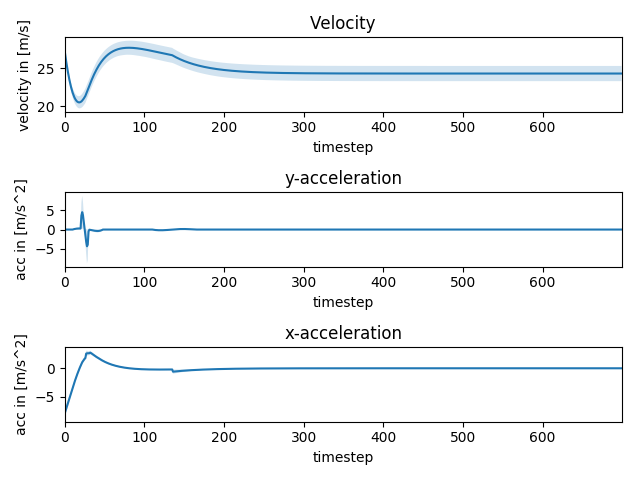 Velocity
velocity in [m/s]
25
20
0 100 200 300 400 500 600
timestep
y-acceleration
acc in [m/s^2]
5
0
−5
0 100 200 300 400 500 600
timestep
x-acceleration
acc in [m/s^2]
0
−5
0 100 200 300 400 500 600
timestep